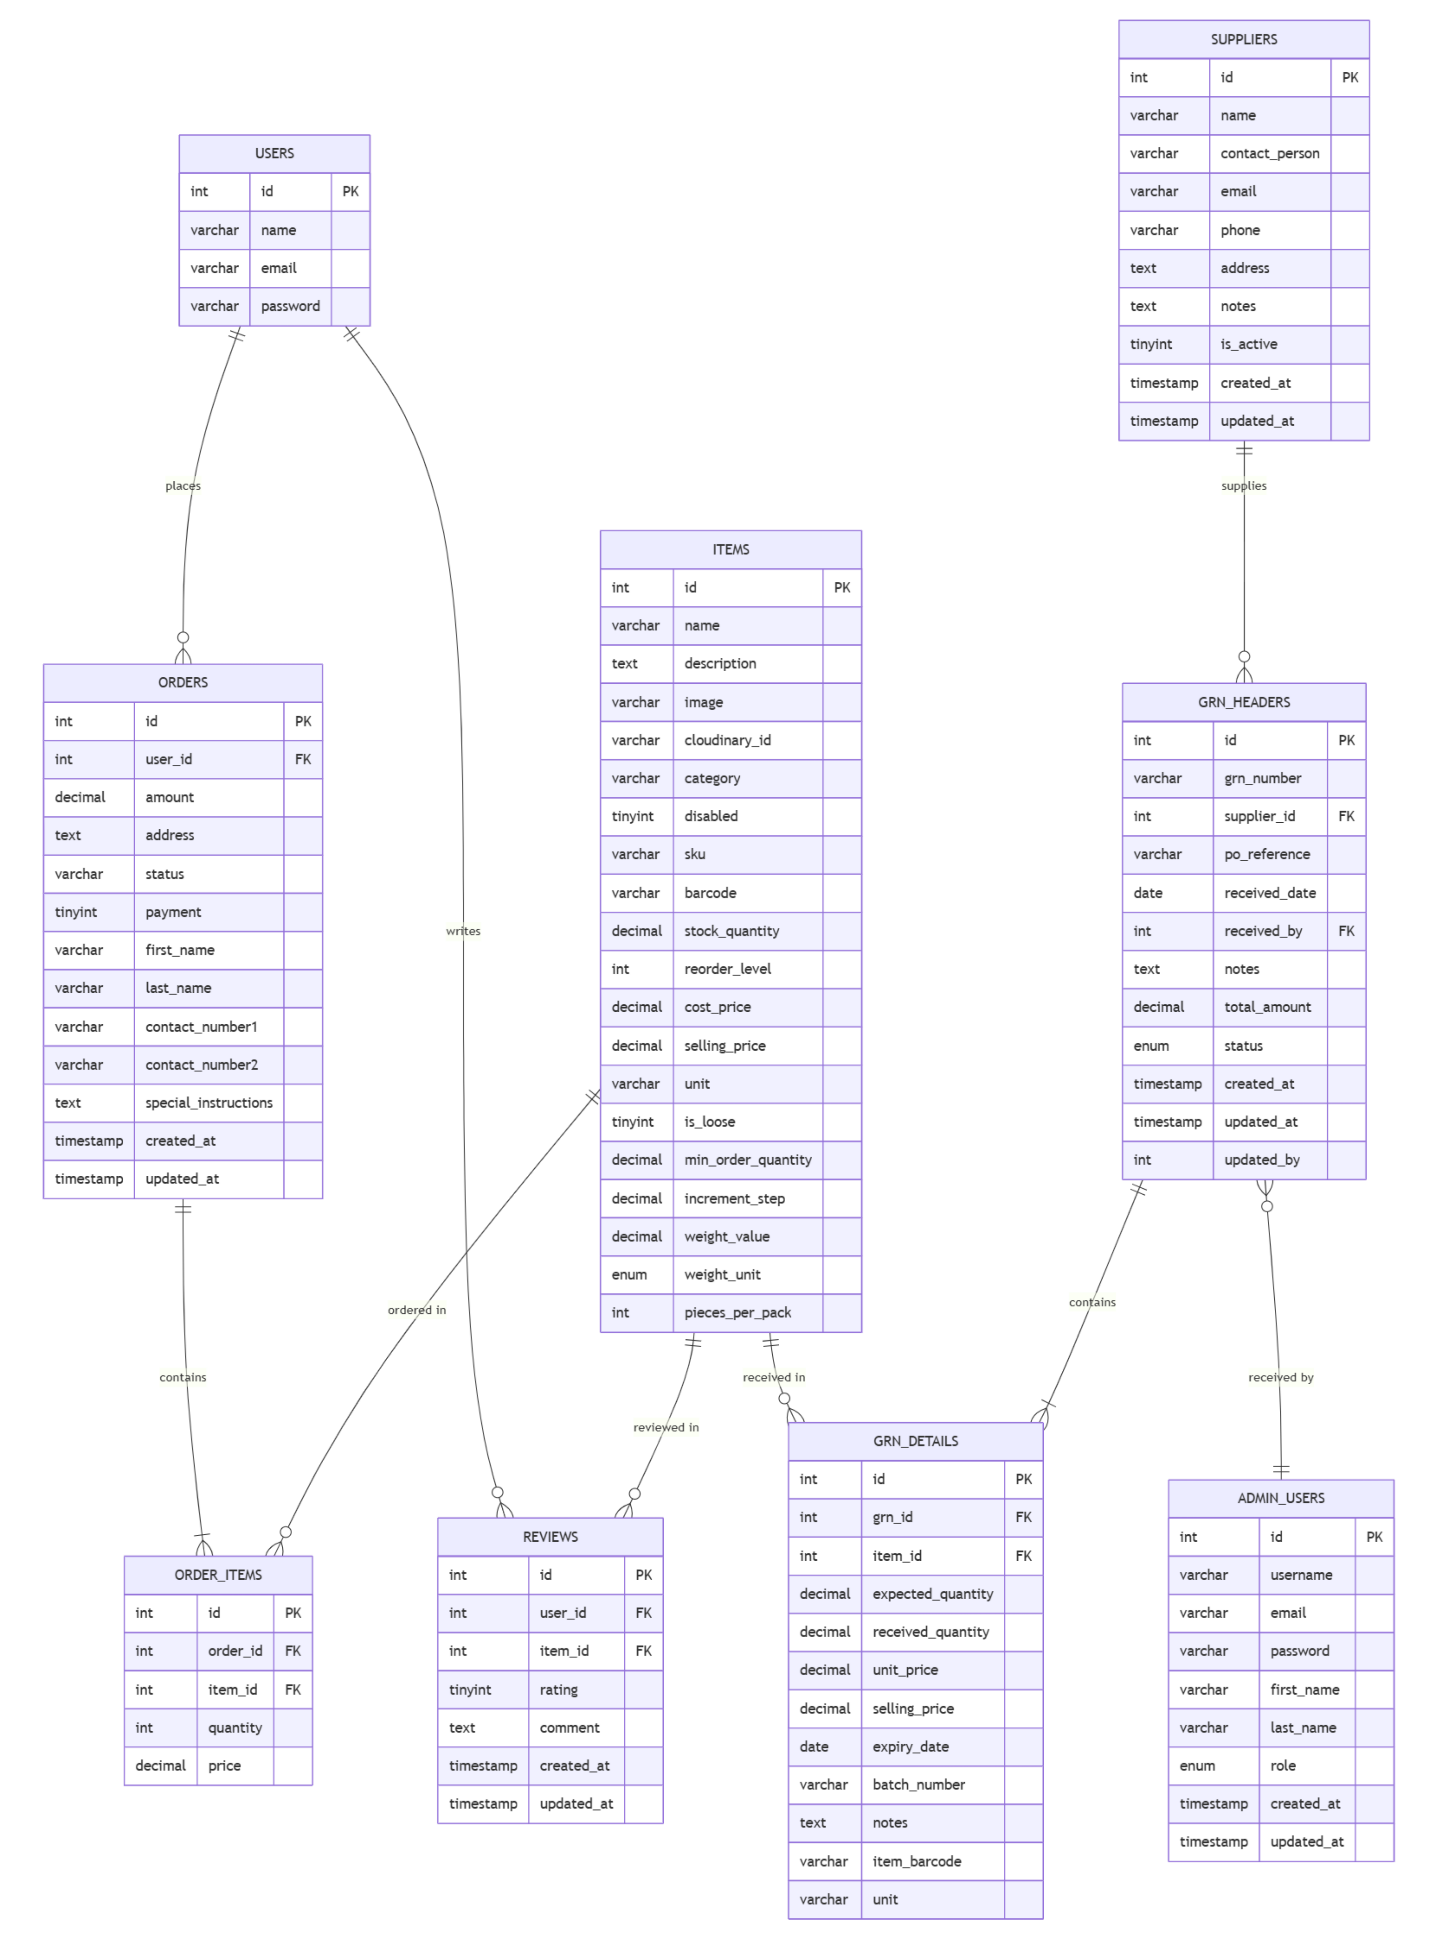 SUPPLIERS
int id PK
varchar name
varchar contact_person
varchar email
varchar phone
text address
text notes
tinyint is_active
timestamp created_at
timestamp updated_at
USERS
int id PK
varchar name
varchar email
varchar password
places
writes
supplies
ITEMS
int id PK
varchar name
text description
varchar image
varchar cloudinary_id
varchar category
tinyint disabled
varchar sku
varchar barcode
decimal stock_quantity
int reorder_level
decimal cost_price
decimal selling_price
varchar unit
tinyint is_loose
decimal min_order_quantity
decimal increment_step
decimal weight_value
enum weight_unit
int pieces_per_pack
ORDERS
int id PK
int user_id FK
decimal amount
text address
varchar status
tinyint payment
varchar first_name
varchar last_name
varchar contact_number1
varchar contact_number2
text special_instructions
timestamp created_at
timestamp updated_at
GRN_HEADERS
int id PK
varchar grn_number
int supplier_id FK
varchar po_reference
date received_date
int received_by FK
text notes
decimal total_amount
enum status
timestamp created_at
timestamp updated_at
int updated_by
contains
ordered in
reviewed in
received in
contains
received by
ORDER_ITEMS
int id PK
int order_id FK
int item_id FK
int quantity
decimal price
REVIEWS
int id PK
int user_id FK
int item_id FK
tinyint rating
text comment
timestamp created_at
timestamp updated_at
GRN_DETAILS
int id PK
int grn_id FK
int item_id FK
decimal expected_quantity
decimal received_quantity
decimal unit_price
decimal selling_price
date expiry_date
varchar batch_number
text notes
varchar item_barcode
varchar unit
ADMIN_USERS
int id PK
varchar username
varchar email
varchar password
varchar first_name
varchar last_name
enum role
timestamp created_at
timestamp updated_at